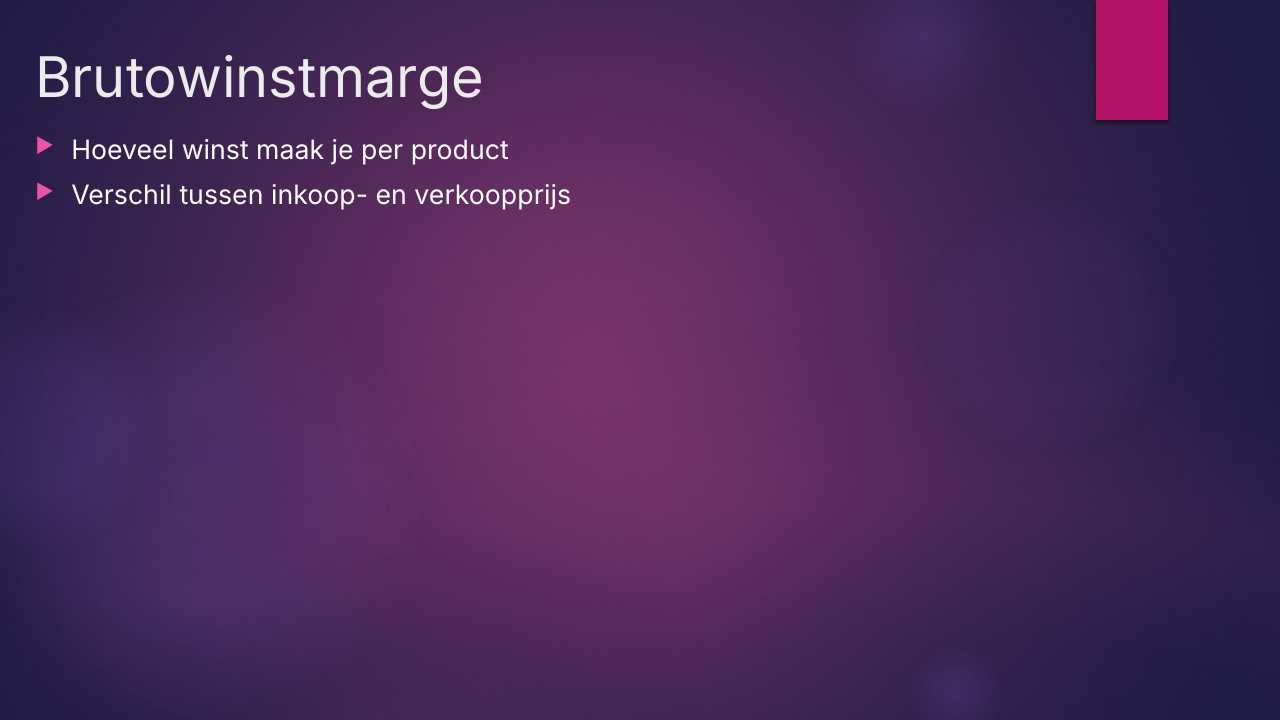 Brutowinstmarge
Hoeveel winst maak je per product
Verschil tussen inkoop- en verkoopprijs